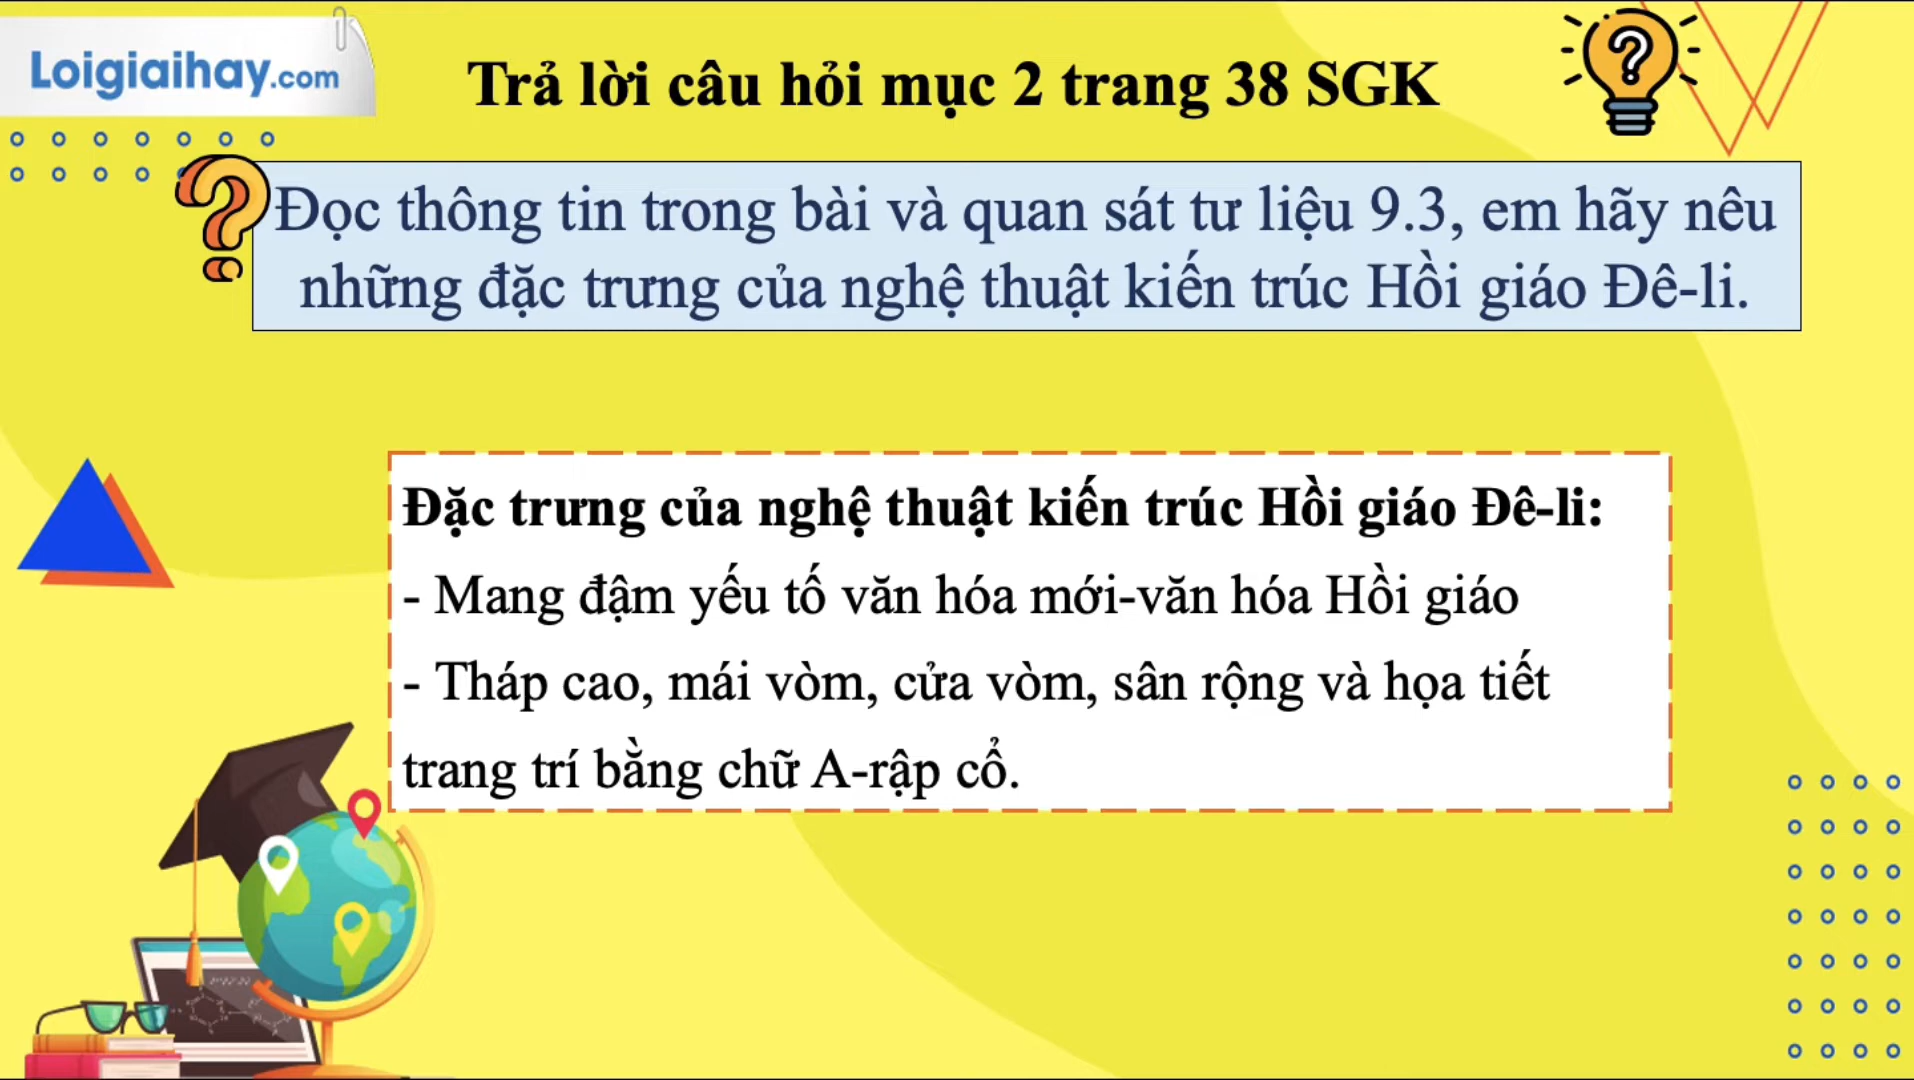 Loigiaihay.com
Trả lời câu hỏi mục 2 trang 38 SGK
Đọc thông tin trong bài và quan sát tư liệu 9.3, em hãy nêu
những đặc trưng của nghệ thuật kiến trúc Hồi giáo Đê-li.
Đặc trưng của nghệ thuật kiến trúc Hồi giáo Đê-li:
- Mang đậm yếu tố văn hóa mới-văn hóa Hồi giáo
- Tháp cao, mái vòm, cửa vòm, sân rộng và họa tiết
trang trí bằng chữ A-rập cổ.